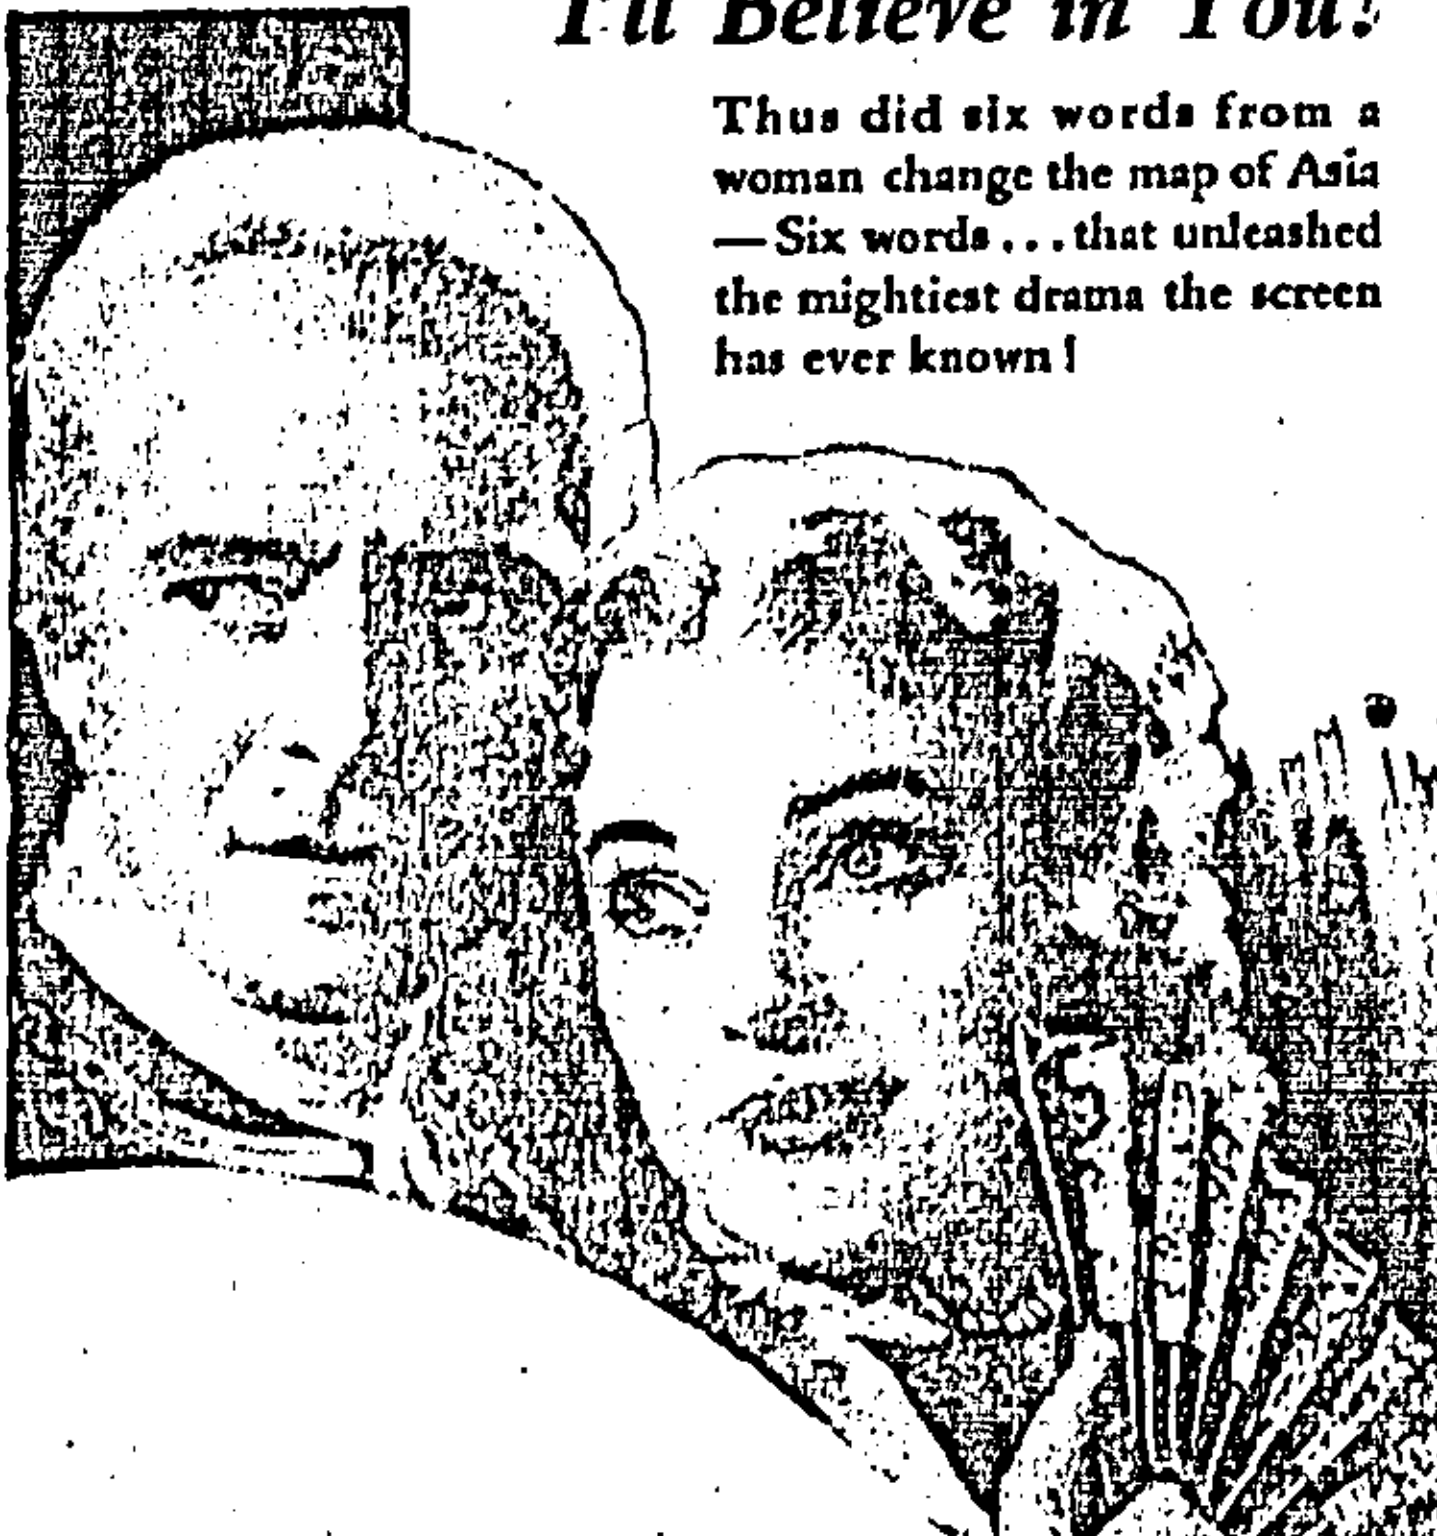 I'll Believe in You!
Thus did six words from a
woman change the map of Asia
—Six words...that unleashed
the mightiest drama the screen
has ever known!